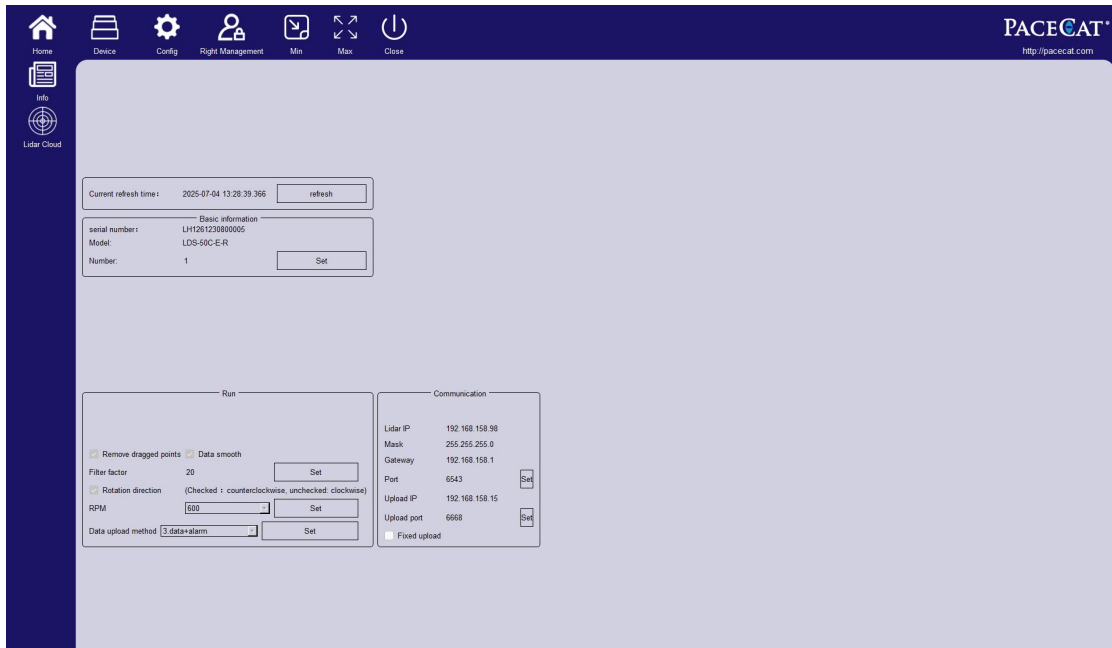 PACECAT
Home
Device
Config
Right Management
Min
Max
Close
http://pacecat.com
Info
Lidar Cloud
Current refresh time: 2025-07-04 13:28:39.366 refresh
Basic information
serial number: LH1261230800005
Model: LDS-50C-E-R
Number: 1 Set
Run
Remove dragged points Data smooth
Filter factor 20 Set
Rotation direction (Checked : counterclockwise, unchecked: clockwise)
RPM 600 Set
Data upload method 3.data+alarm Set
Communication
Lidar IP 192.168.158.98
Mask 255.255.255.0
Gateway 192.168.158.1
Port 6543 Set
Upload IP 192.168.158.15
Upload port 6668 Set
Fixed upload